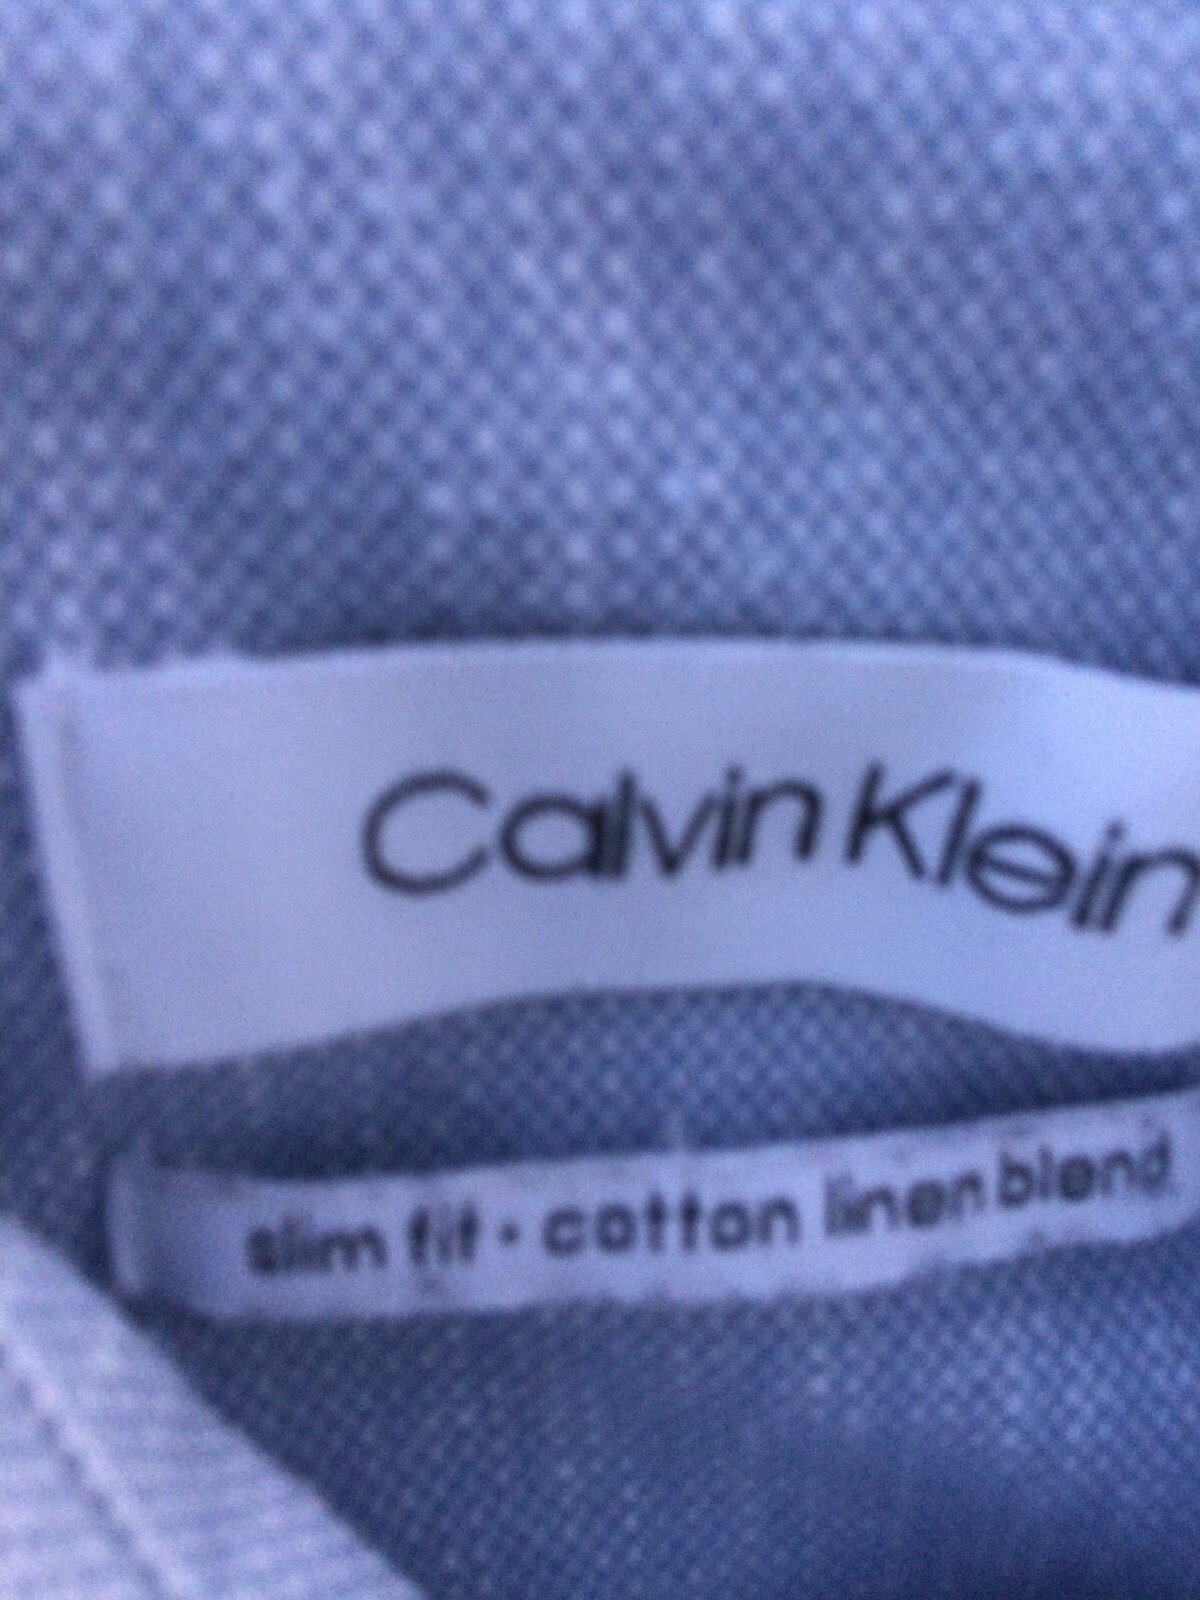 Calvin Klein
slim fit • cotton linen blend